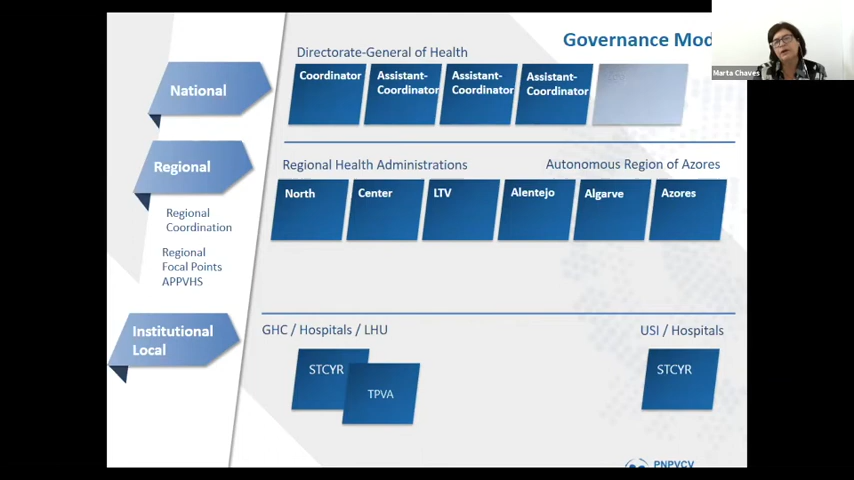 Governance Mod
Marta Chaves
Directorate-General of Health
National
Coordinator
Assistant-
Coordinator
Assistant-
Coordinator
Assistant-
Coordinator
Regional
Regional Health Administrations
Autonomous Region of Azores
North
Center
LTV
Alentejo
Algarve
Azores
Regional
Coordination
Regional
Focal Points
APPVHS
Institutional
Local
GHC / Hospitals / LHU
USI / Hospitals
STCYR
TPVA
STCYR
PNPVCV